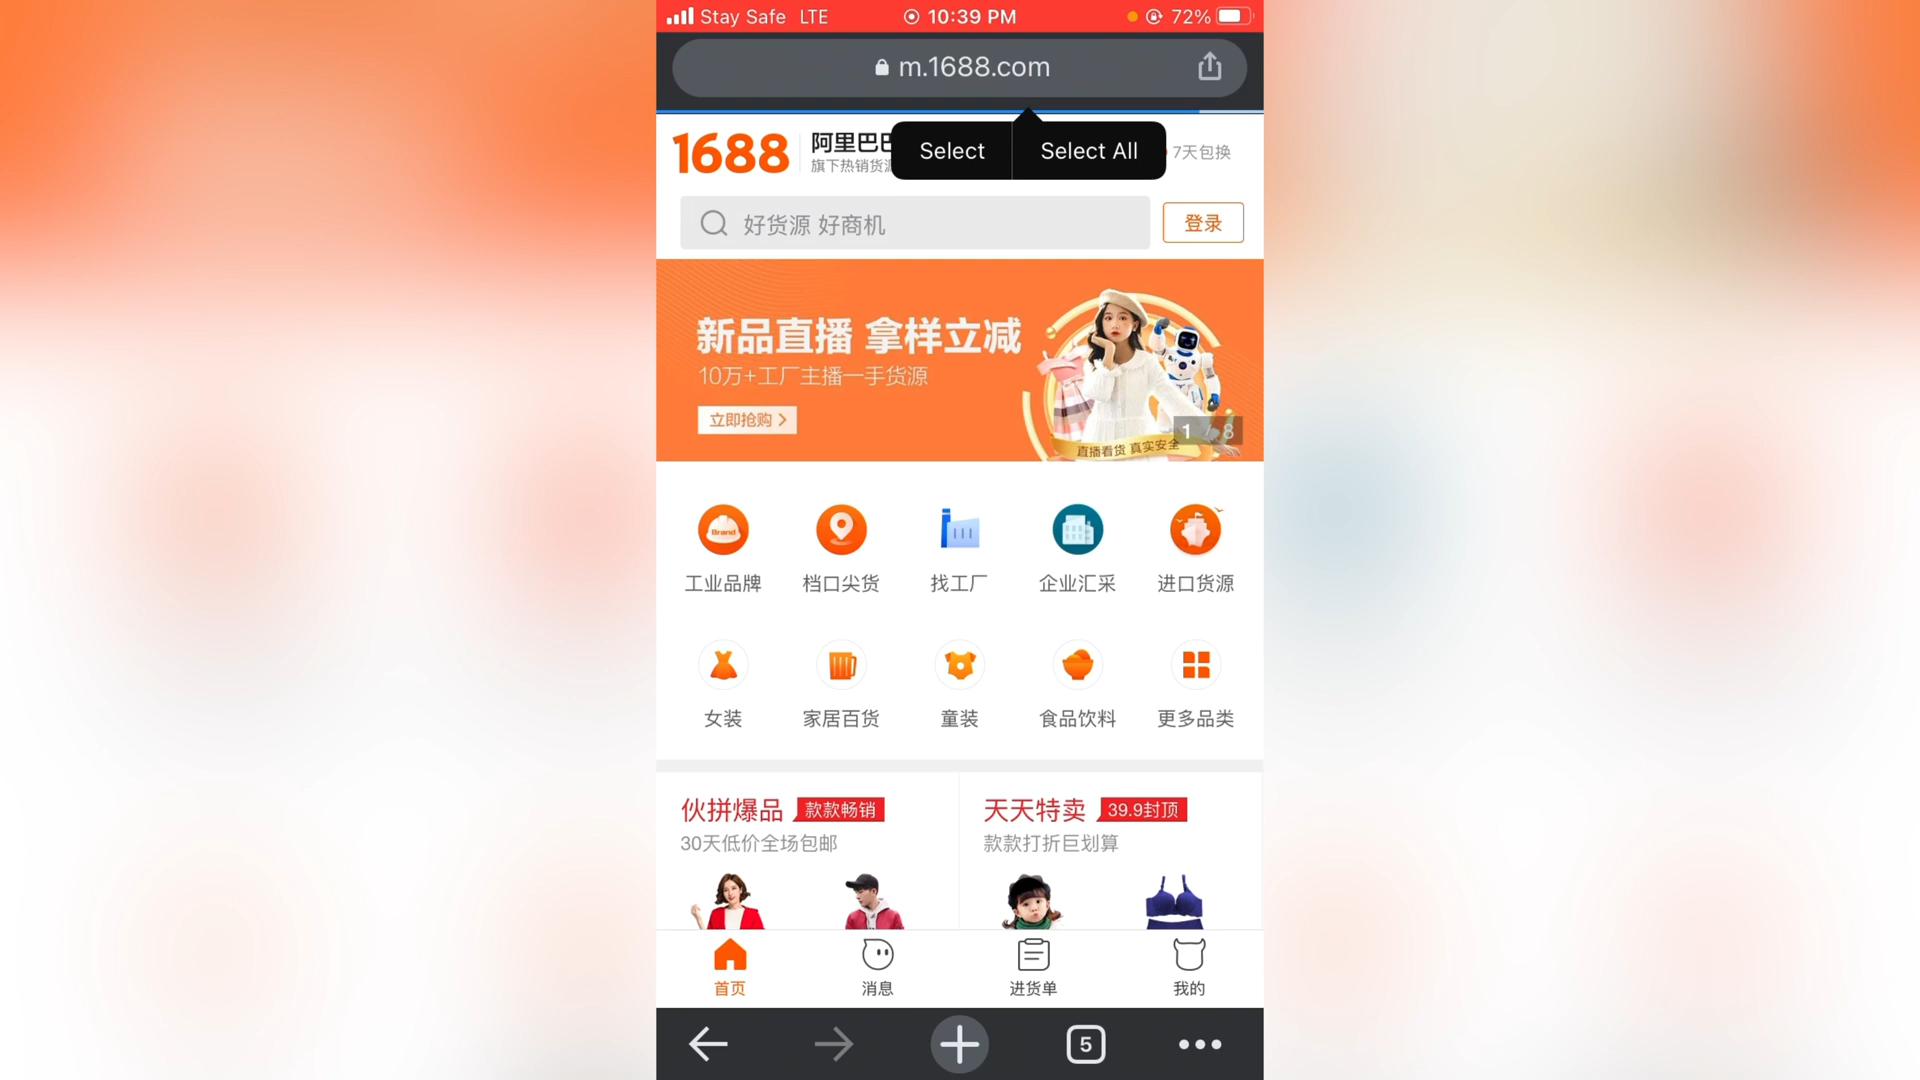 Stay Safe LTE 10:39 PM 72%
m.1688.com
Select Select All
1688 阿里巴巴 7天包换
旗下热销货源
好货源 好商机 登录
新品直播 拿样立减
10万+工厂主播一手货源
立即抢购 >
直播看货 真实安全
1 / 8
Brand
工业品牌 档口尖货 找工厂 企业汇采 进口货源
女装 家居百货 童装 食品饮料 更多品类
伙拼爆品 款款畅销
30天低价全场包邮
天天特卖 39.9封顶
款款打折巨划算
首页 消息 进货单 我的
5